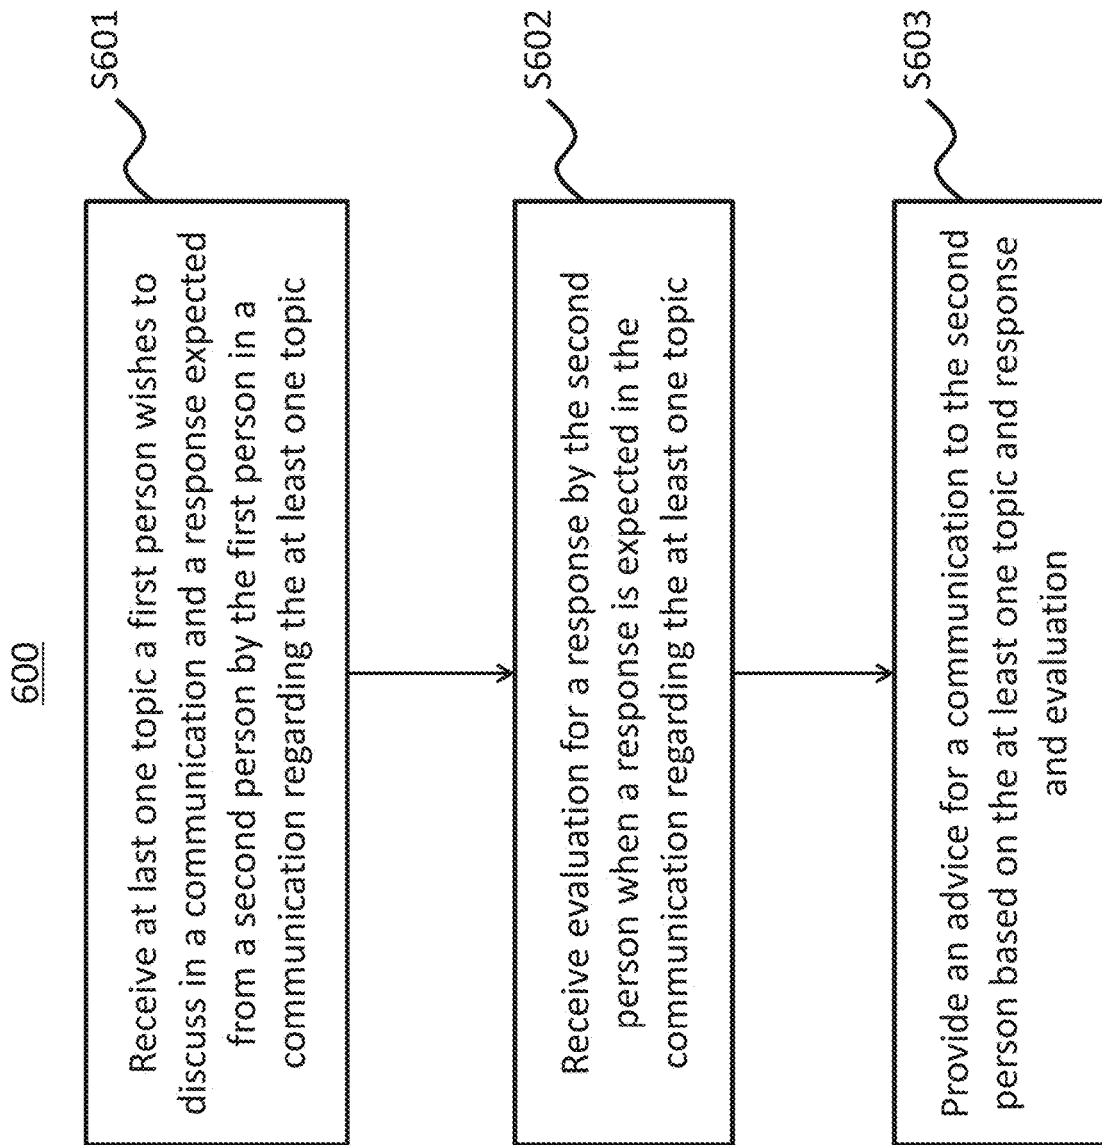 600
Receive at last one topic a first person wishes to
discuss in a communication and a response expected
from a second person by the first person in a
communication regarding the at least one topic
S601
Receive evaluation for a response by the second
person when a response is expected in the
communication regarding the at least one topic
S602
Provide an advice for a communication to the second
person based on the at least one topic and response
and evaluation
S603